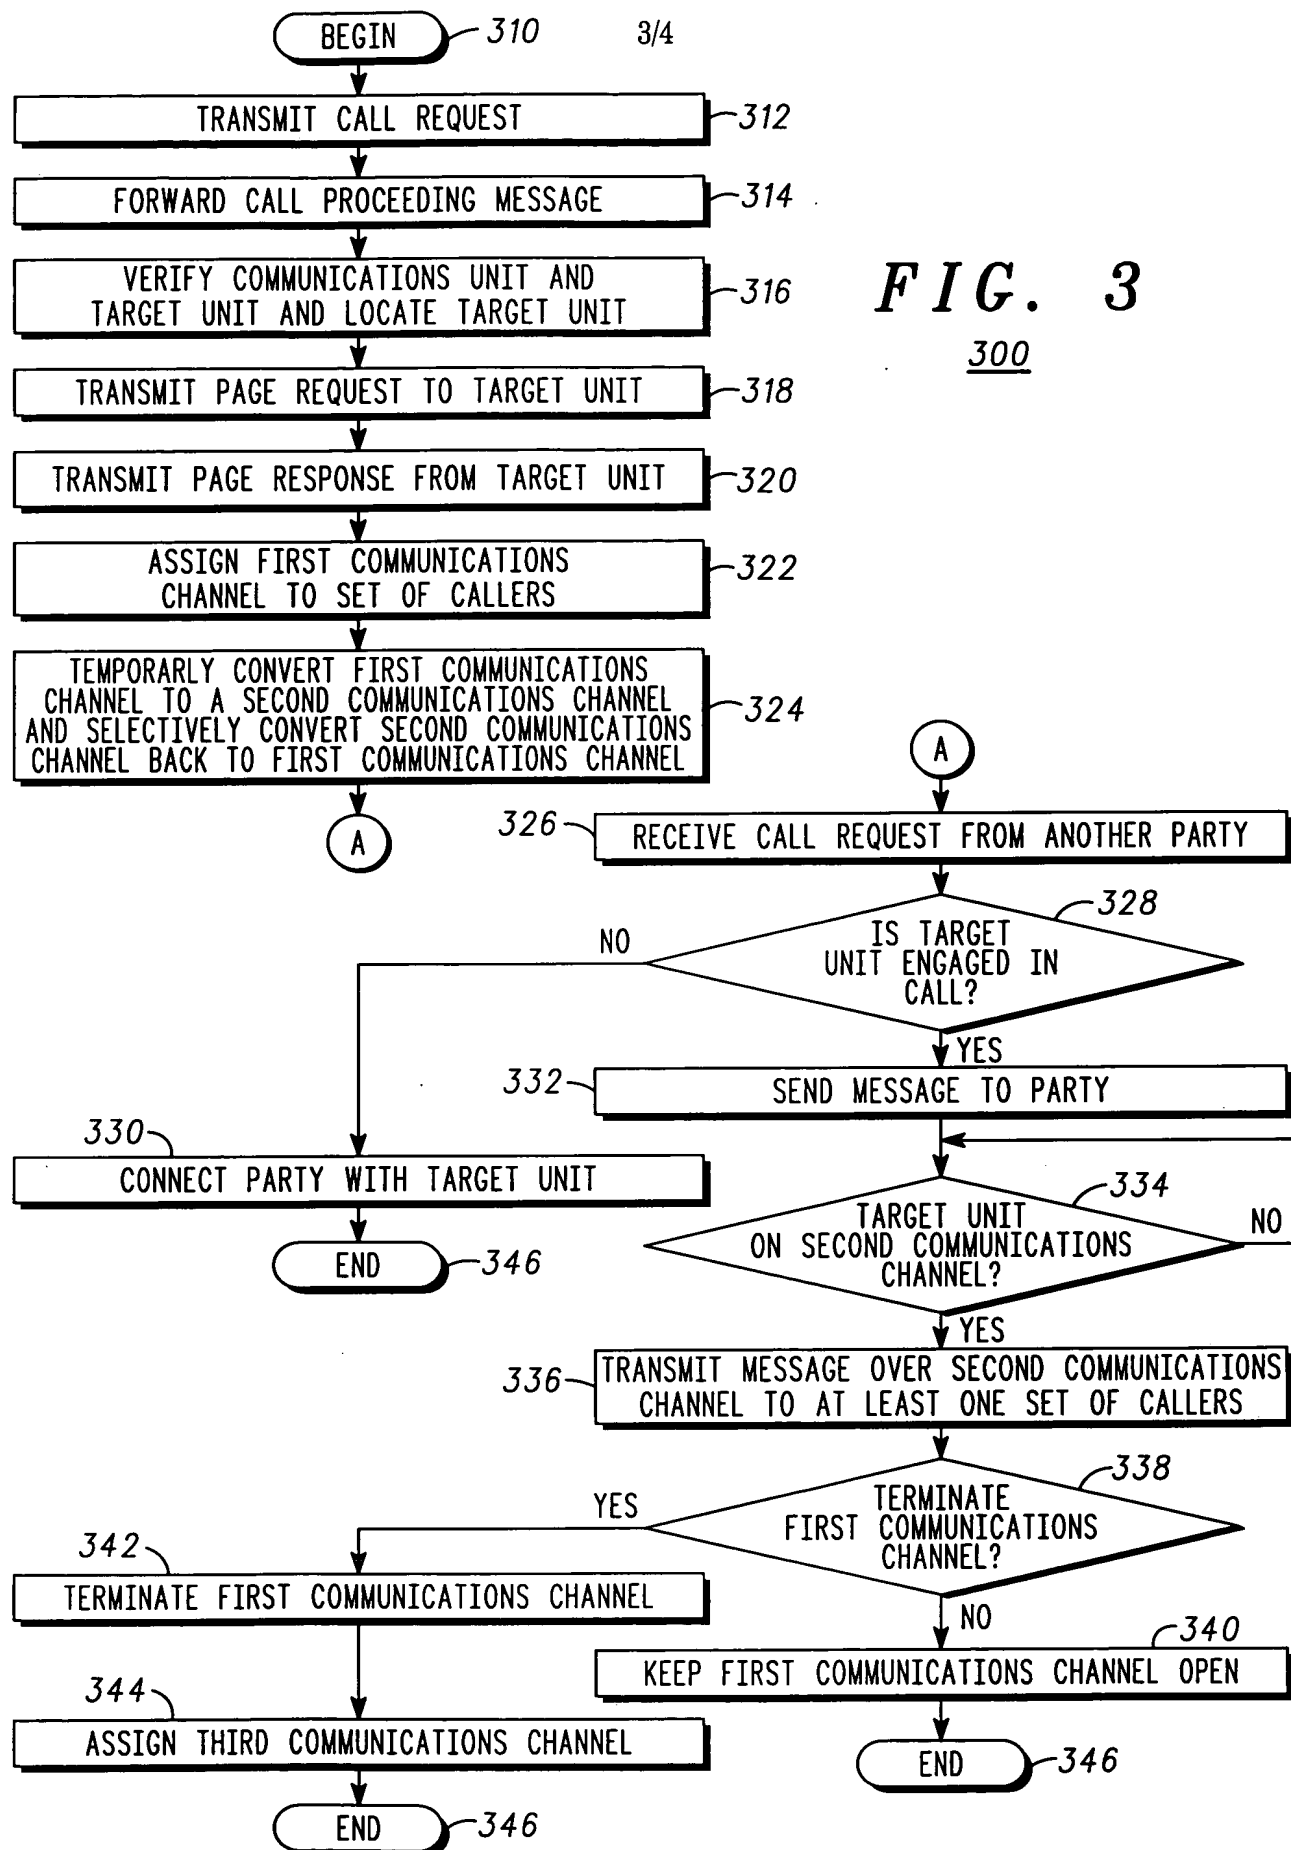 BEGIN
310
3/4
TRANSMIT CALL REQUEST
312
FORWARD CALL PROCEEDING MESSAGE
314
VERIFY COMMUNICATIONS UNIT AND
TARGET UNIT AND LOCATE TARGET UNIT
316
FIG. 3
300
TRANSMIT PAGE REQUEST TO TARGET UNIT
318
TRANSMIT PAGE RESPONSE FROM TARGET UNIT
320
ASSIGN FIRST COMMUNICATIONS
CHANNEL TO SET OF CALLERS
322
TEMPORARLY CONVERT FIRST COMMUNICATIONS
CHANNEL TO A SECOND COMMUNICATIONS CHANNEL
AND SELECTIVELY CONVERT SECOND COMMUNICATIONS
CHANNEL BACK TO FIRST COMMUNICATIONS CHANNEL
324
A
A
326
RECEIVE CALL REQUEST FROM ANOTHER PARTY
328
IS TARGET
UNIT ENGAGED IN
CALL?
NO
YES
332
SEND MESSAGE TO PARTY
330
CONNECT PARTY WITH TARGET UNIT
END
346
334
TARGET UNIT
ON SECOND COMMUNICATIONS
CHANNEL?
NO
YES
336
TRANSMIT MESSAGE OVER SECOND COMMUNICATIONS
CHANNEL TO AT LEAST ONE SET OF CALLERS
338
TERMINATE
FIRST COMMUNICATIONS
CHANNEL?
YES
NO
342
TERMINATE FIRST COMMUNICATIONS CHANNEL
340
KEEP FIRST COMMUNICATIONS CHANNEL OPEN
344
ASSIGN THIRD COMMUNICATIONS CHANNEL
END
346
END
346